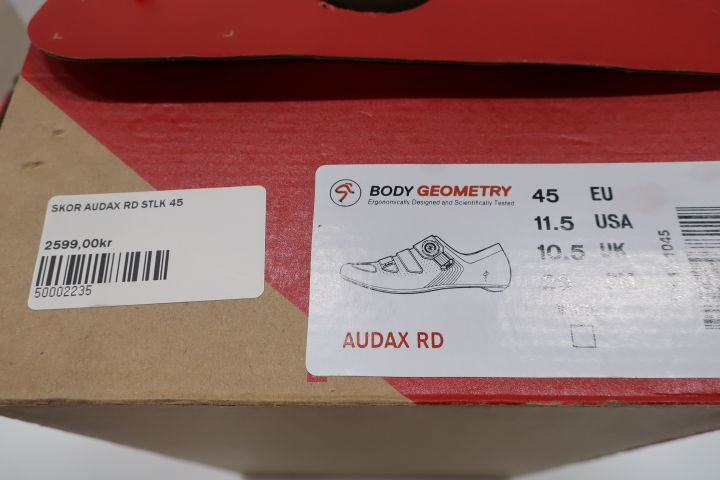 SKOR AUDAX RD STLK 45
2599,00kr
50002235
BODY GEOMETRY
Ergonomically Designed and Scientifically Tested
45 EU
11.5 USA
10.5 UK
AUDAX RD
1045